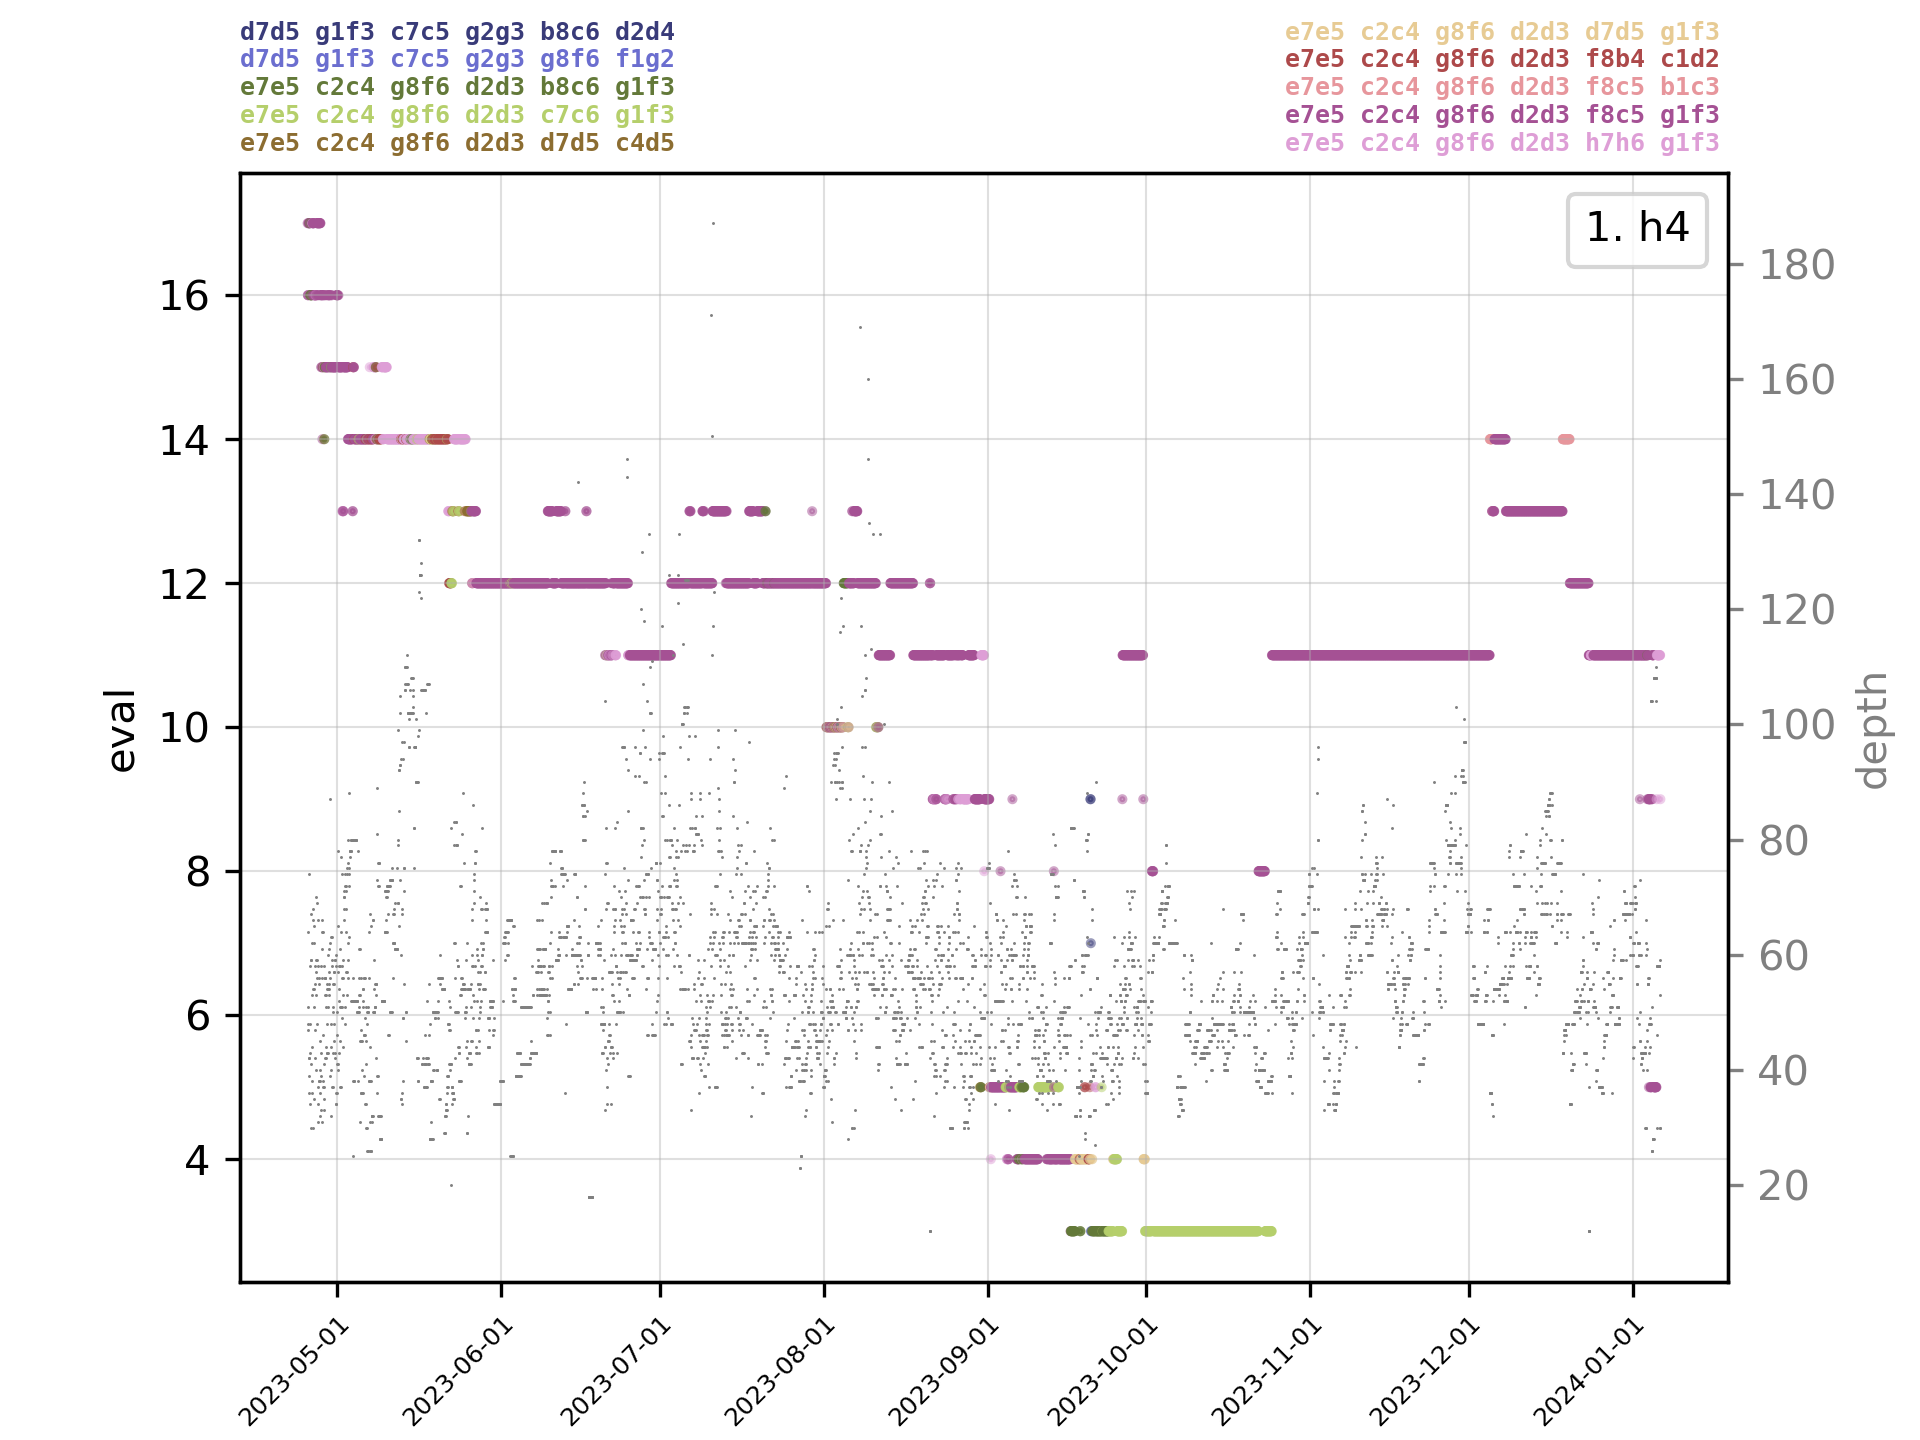 d7d5 g1f3 c7c5 g2g3 b8c6 d2d4
d7d5 g1f3 c7c5 g2g3 g8f6 f1g2
e7e5 c2c4 g8f6 d2d3 b8c6 g1f3
e7e5 c2c4 g8f6 d2d3 c7c6 g1f3
e7e5 c2c4 g8f6 d2d3 d7d5 c4d5
e7e5 c2c4 g8f6 d2d3 d7d5 g1f3
e7e5 c2c4 g8f6 d2d3 f8b4 c1d2
e7e5 c2c4 g8f6 d2d3 f8c5 b1c3
e7e5 c2c4 g8f6 d2d3 f8c5 g1f3
e7e5 c2c4 g8f6 d2d3 h7h6 g1f3
1. h4
eval
16
14
12
10
8
6
4
depth
180
160
140
120
100
80
60
40
20
2023-05-01
2023-06-01
2023-07-01
2023-08-01
2023-09-01
2023-10-01
2023-11-01
2023-12-01
2024-01-01